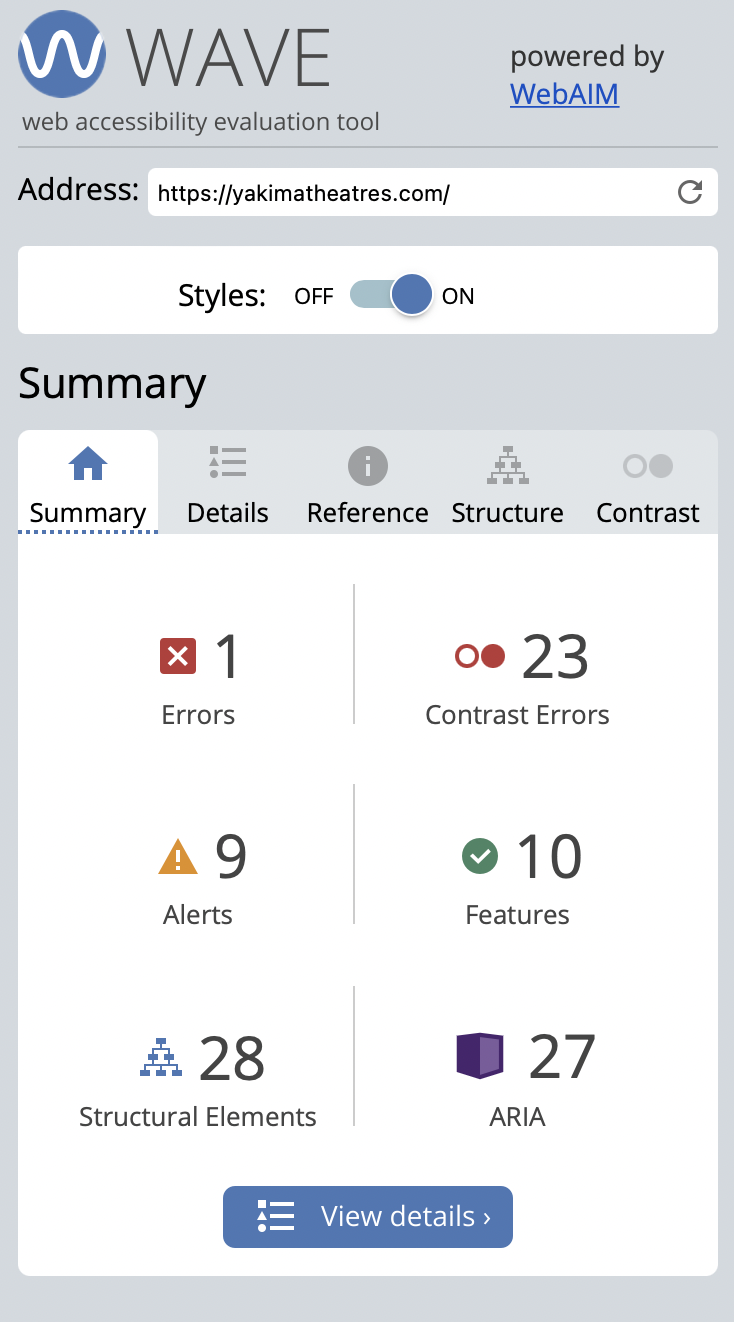 WAVE
powered by
WebAIM
web accessibility evaluation tool
Address: https://yakimatheatres.com/
Styles: OFF ON
Summary
Summary Details Reference Structure Contrast
1 23
Errors Contrast Errors
9 10
Alerts Features
28 27
Structural Elements ARIA
View details ›